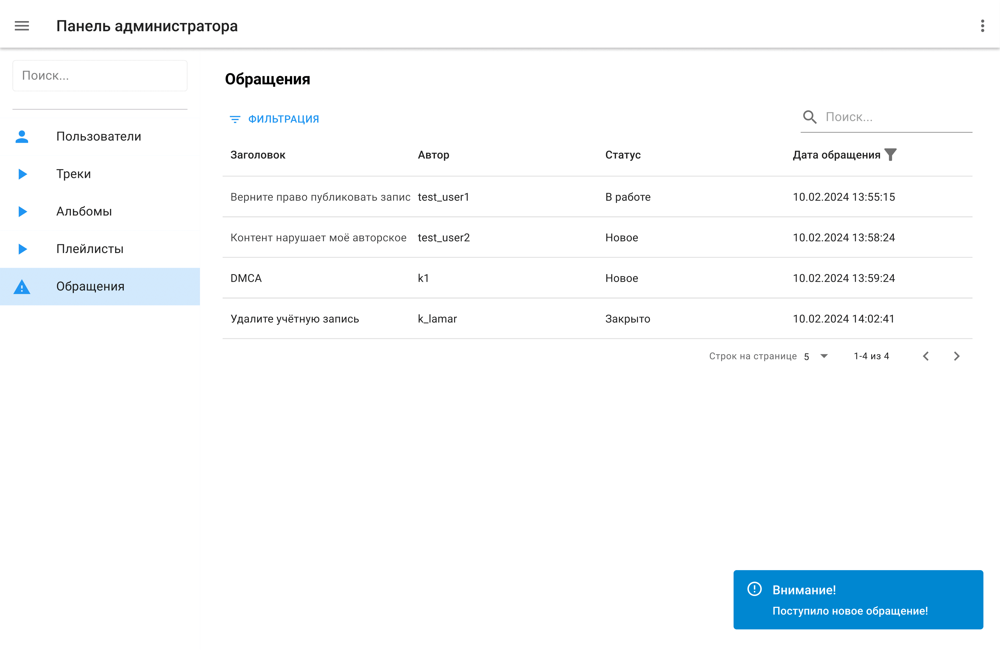 Панель администратора
Поиск...
Пользователи
Треки
Альбомы
Плейлисты
Обращения
Обращения
ФИЛЬТРАЦИЯ
Поиск...
Заголовок Автор Статус Дата обращения
Верните право публиковать запис test_user1 В работе 10.02.2024 13:55:15
Контент нарушает моё авторское test_user2 Новое 10.02.2024 13:58:24
DMCA k1 Новое 10.02.2024 13:59:24
Удалите учётную запись k_lamar Закрыто 10.02.2024 14:02:41
Строк на странице 5 1-4 из 4
Внимание!
Поступило новое обращение!